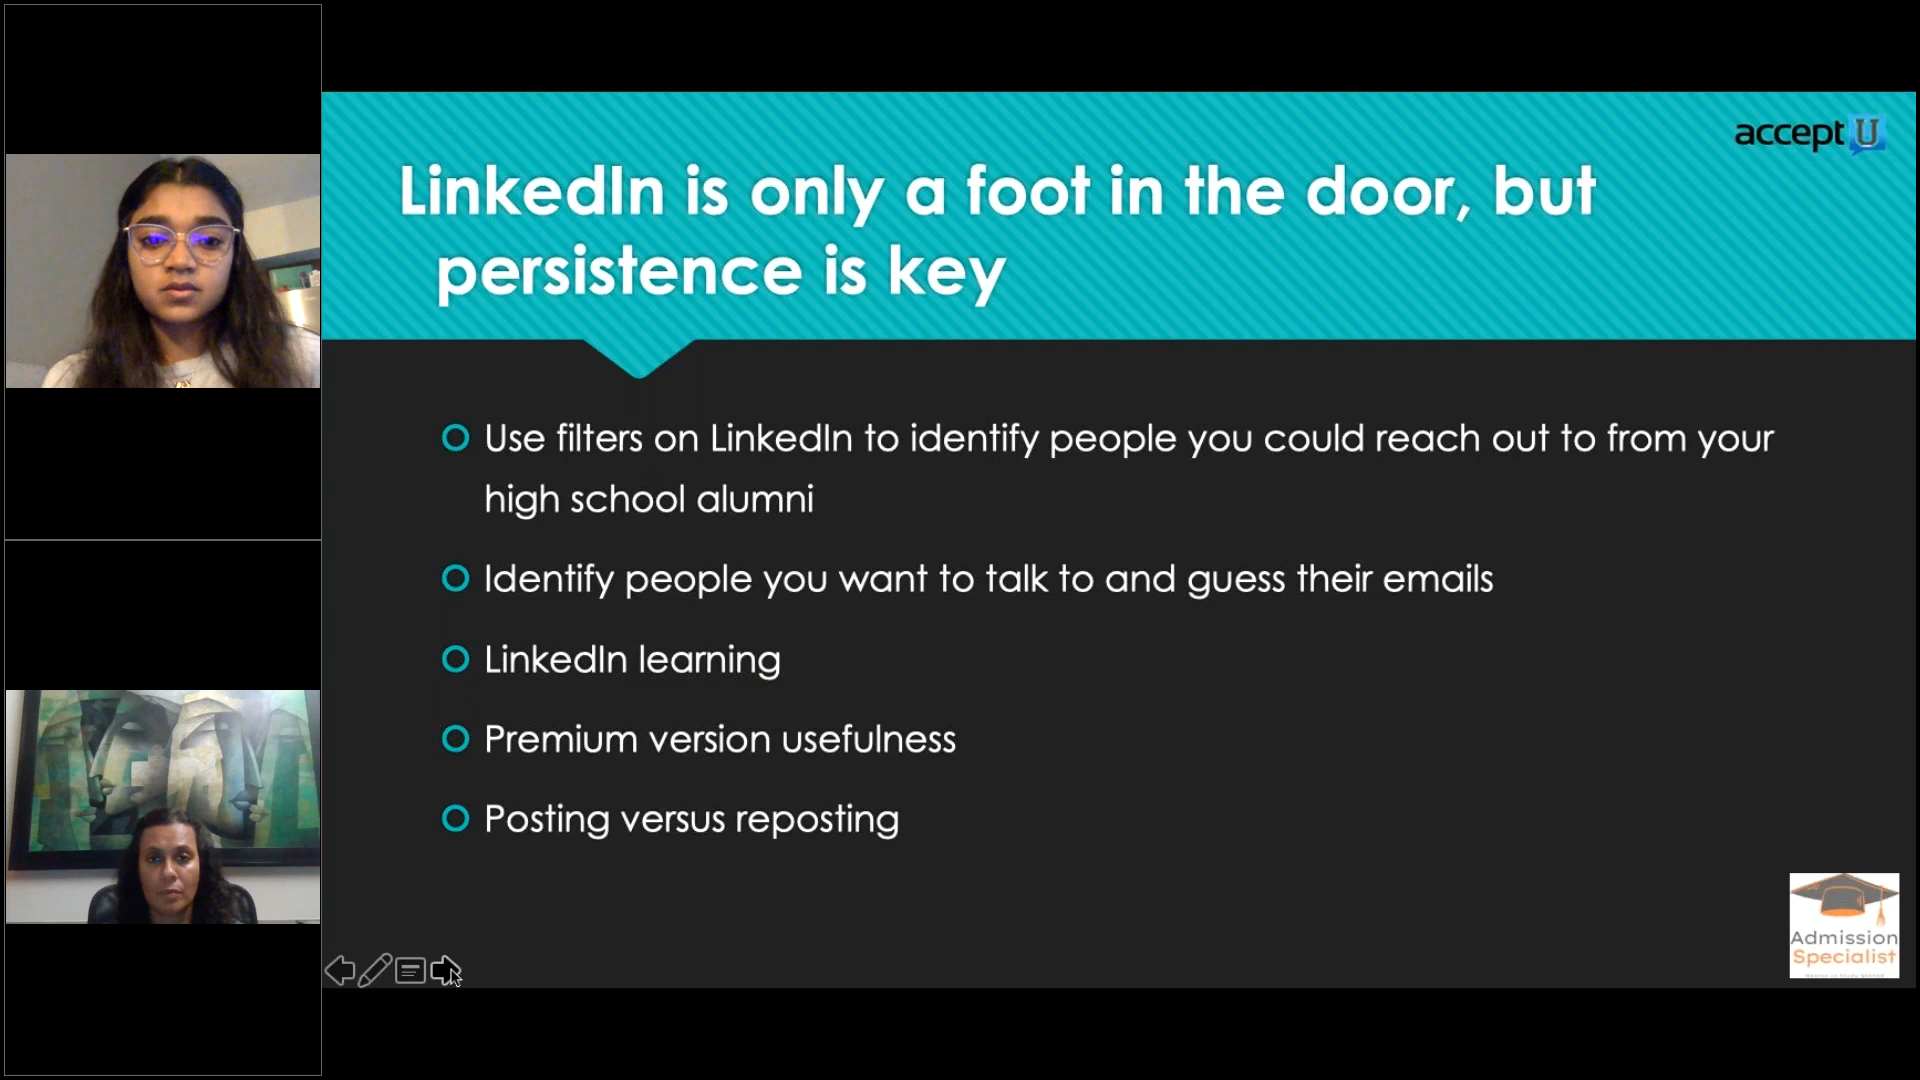 accept U
LinkedIn is only a foot in the door, but
persistence is key
Use filters on LinkedIn to identify people you could reach out to from your
high school alumni
Identify people you want to talk to and guess their emails
LinkedIn learning
Premium version usefulness
Posting versus reposting
Admission
Specialist